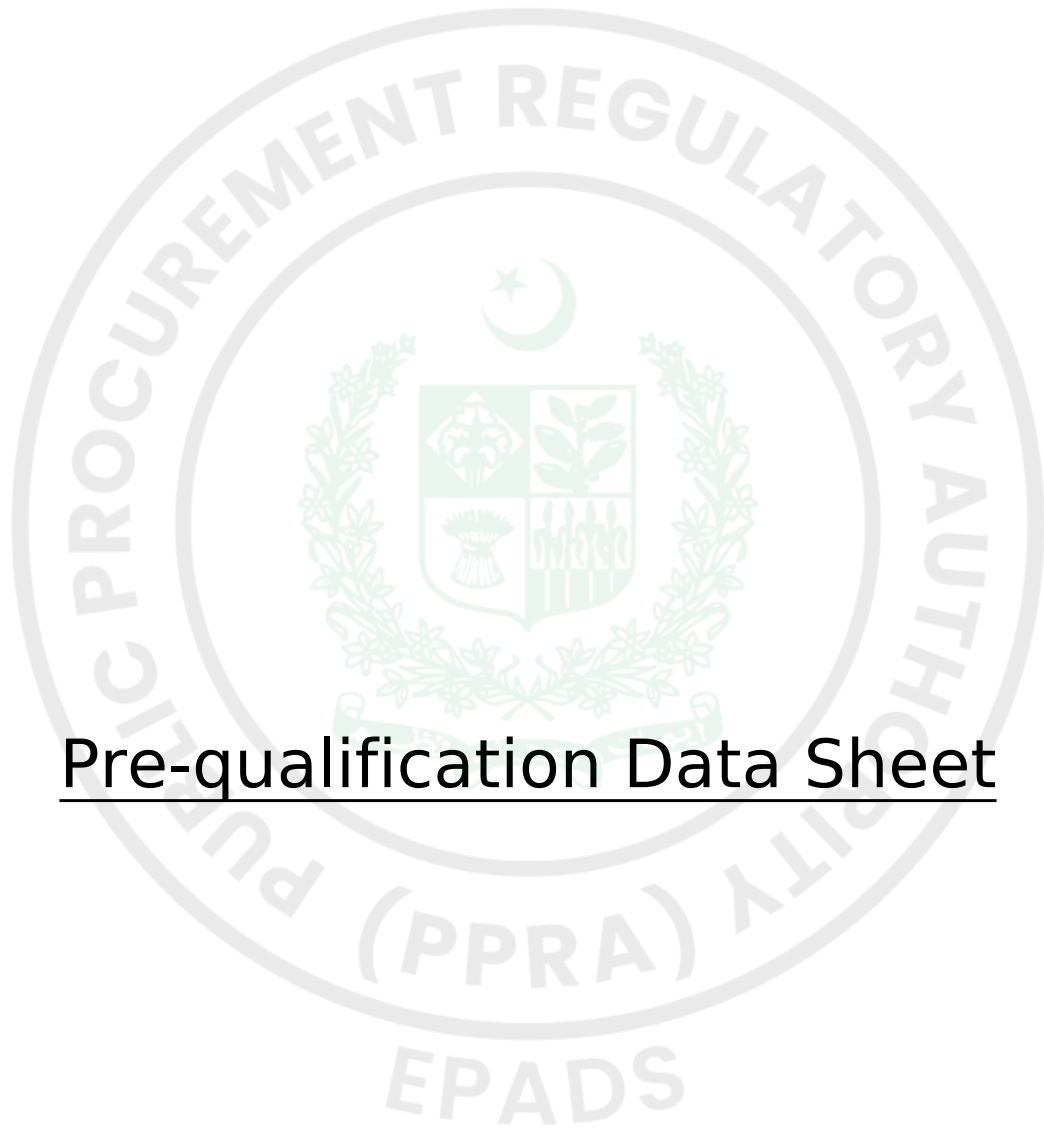 PUBLIC PROCUREMENT REGULATORY AUTHORITY
Pre-qualification Data Sheet
(PPRA)
EPADS